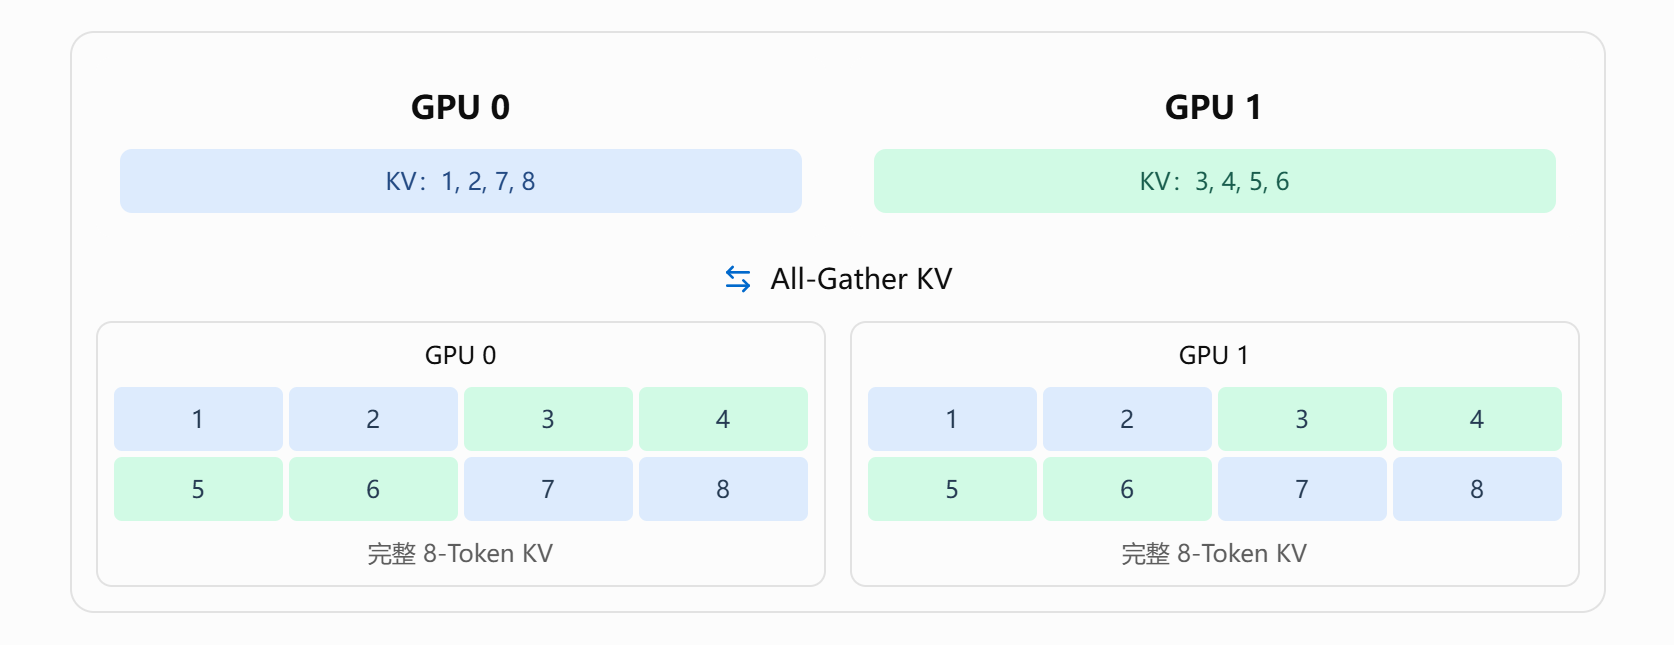 GPU 0
GPU 1
KV：1, 2, 7, 8
KV：3, 4, 5, 6
All-Gather KV
GPU 0
1 2 3 4
5 6 7 8
完整 8-Token KV
GPU 1
1 2 3 4
5 6 7 8
完整 8-Token KV